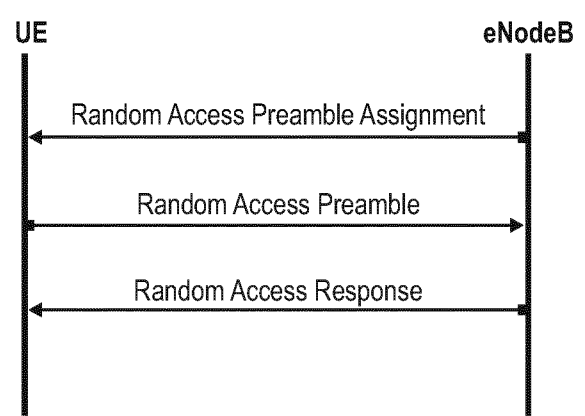 UE
eNodeB
Random Access Preamble Assignment
Random Access Preamble
Random Access Response